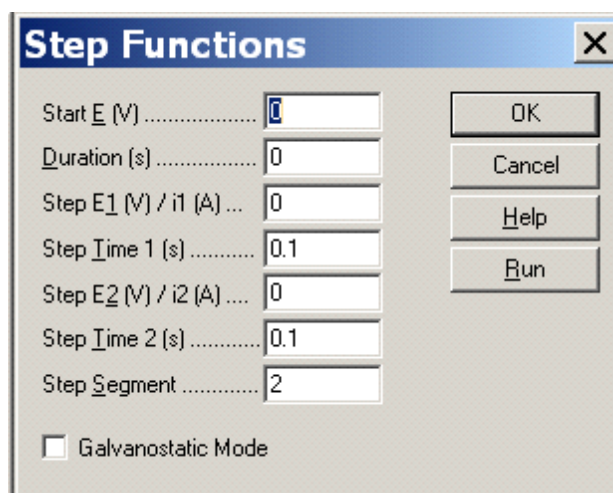 Step Functions
Start E (V) ................... 0
Duration (s) ................. 0
Step E1 (V) / i1 (A) ... 0
Step Time 1 (s) ........... 0.1
Step E2 (V) / i2 (A) .... 0
Step Time 2 (s) ............ 0.1
Step Segment ............. 2
Galvanostatic Mode
OK
Cancel
Help
Run